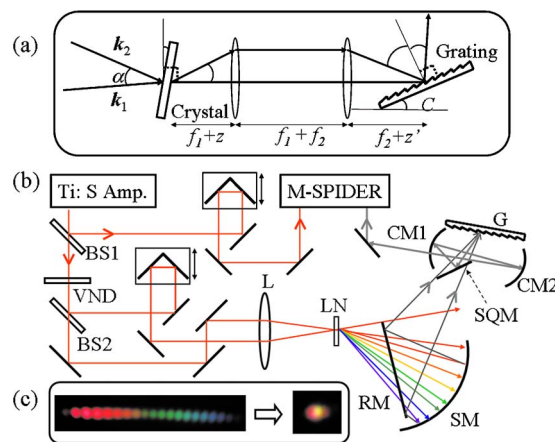 (a)
k₂
α
k₁
Crystal
Grating
C
f₁+z
f₁+f₂
f₂+z'
(b)
Ti: S Amp.
M-SPIDER
BS1
VND
BS2
L
LN
CM1
G
CM2
SQM
RM
SM
(c)